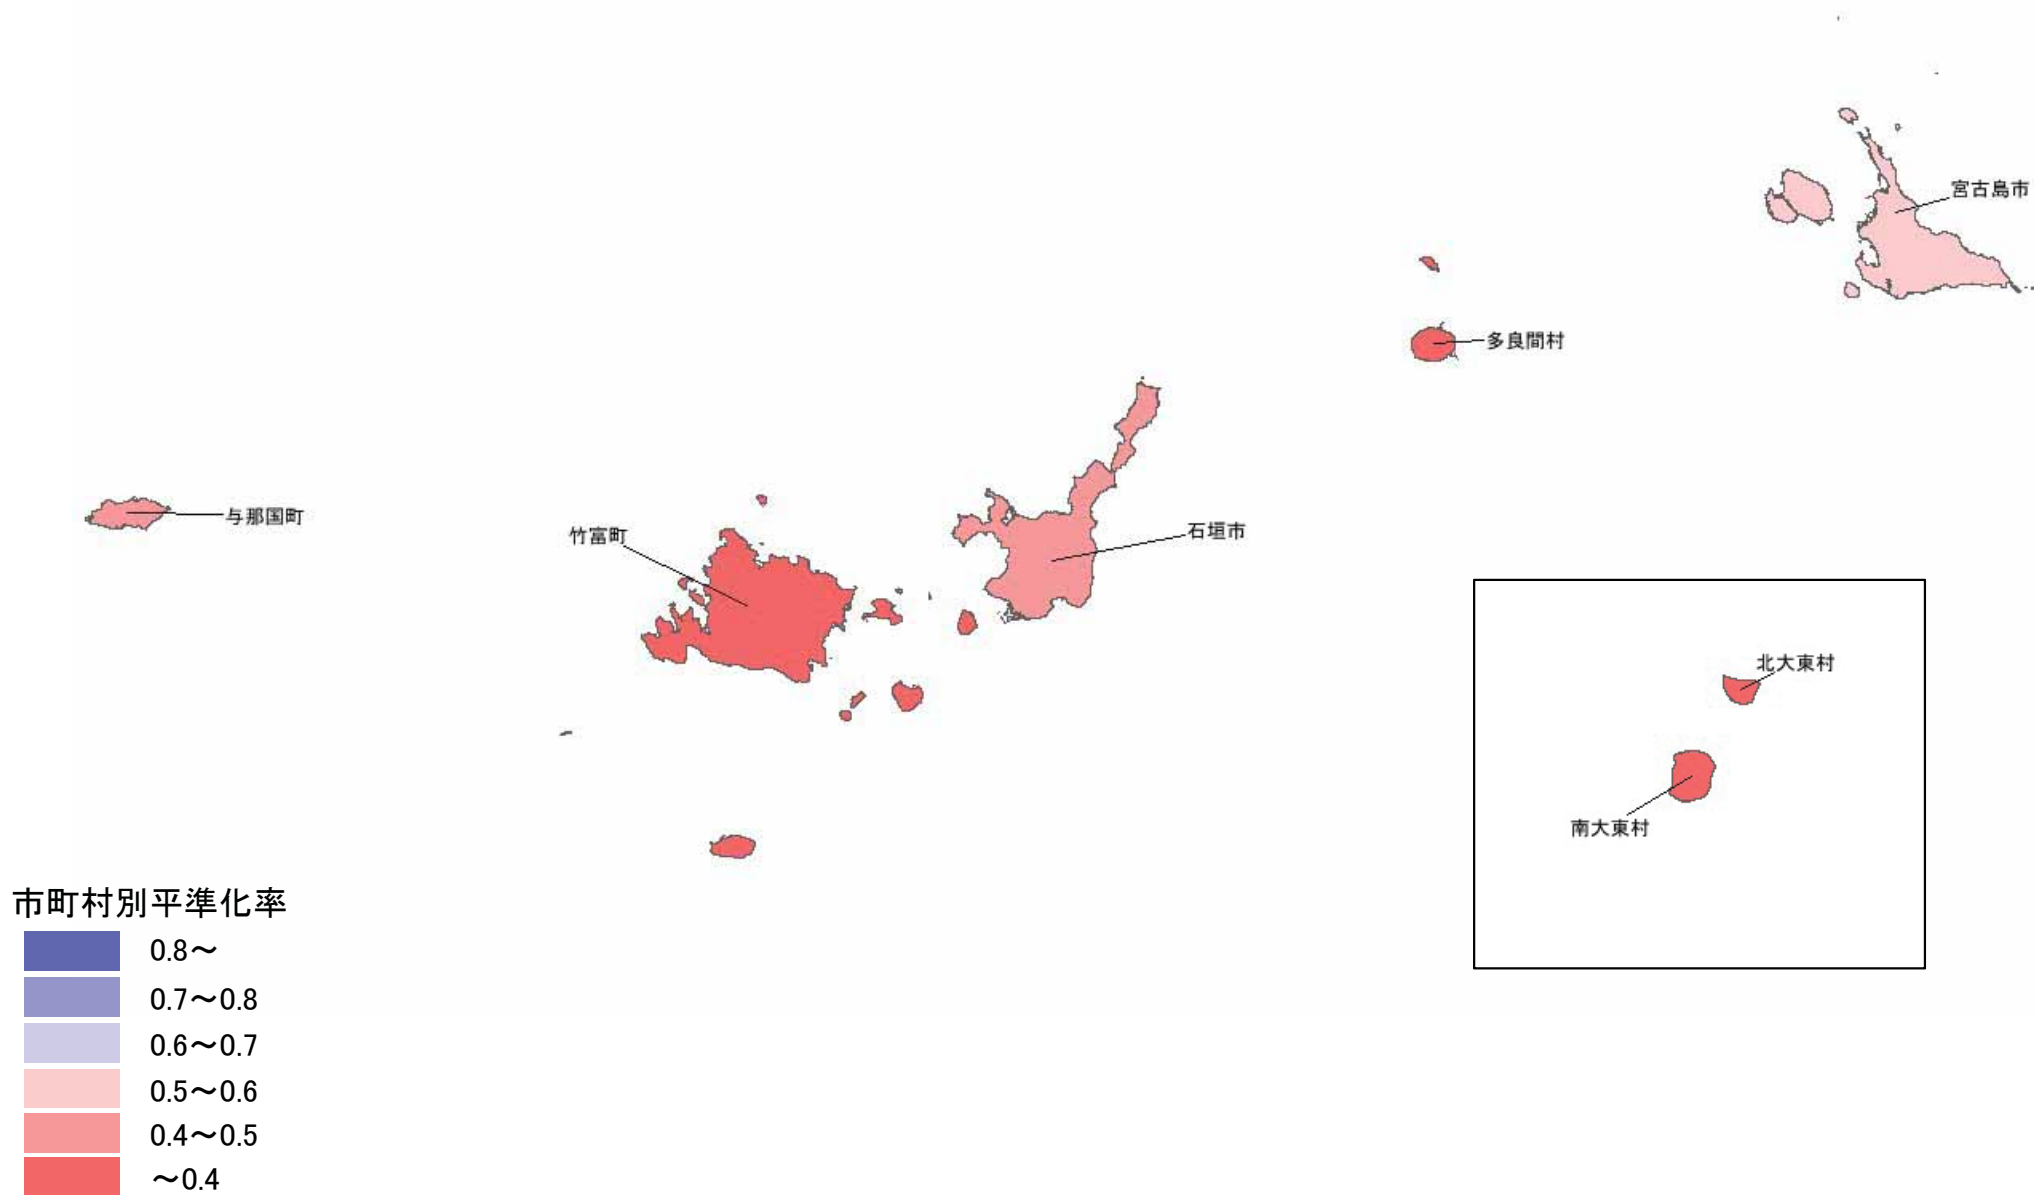 宮古島市
多良間村
与那国町
竹富町
石垣市
北大東村
南大東村
市町村別平準化率
0.8～
0.7～0.8
0.6～0.7
0.5～0.6
0.4～0.5
～0.4